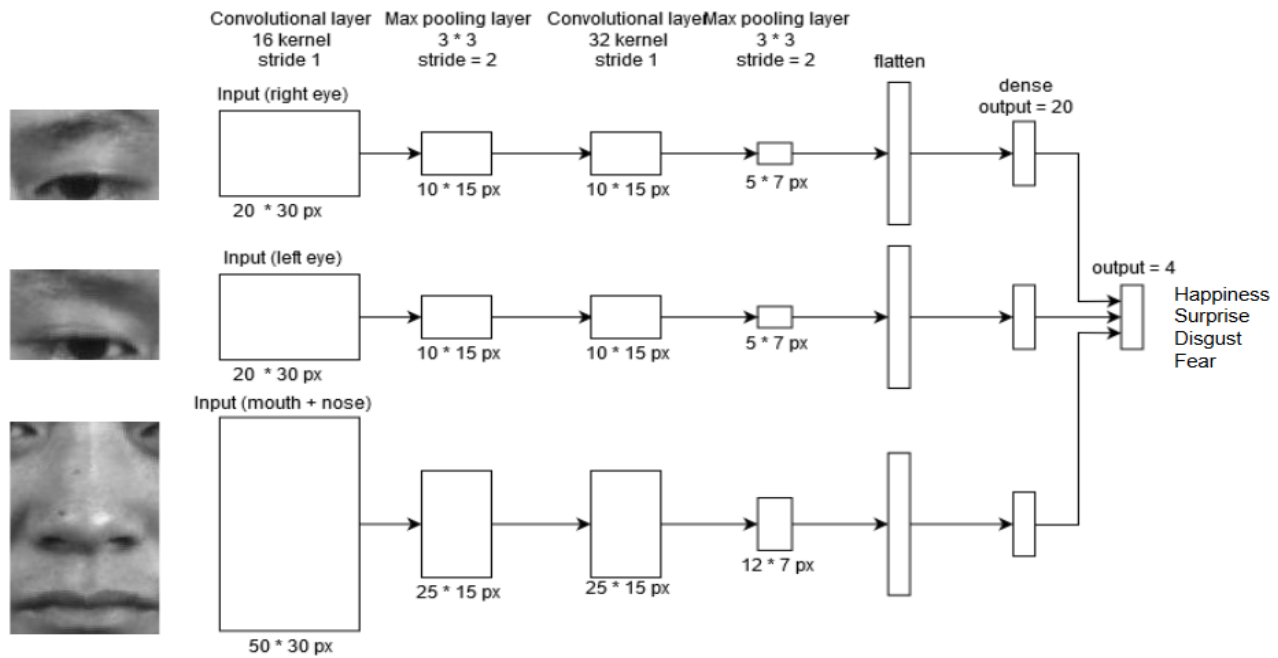 Convolutional layer
16 kernel
stride 1
Max pooling layer
3 * 3
stride = 2
Convolutional layer
32 kernel
stride 1
Max pooling layer
3 * 3
stride = 2
flatten
dense
output = 20
Input (right eye)
20 * 30 px
10 * 15 px
10 * 15 px
5 * 7 px
Input (left eye)
20 * 30 px
10 * 15 px
10 * 15 px
5 * 7 px
output = 4
Happiness
Surprise
Disgust
Fear
Input (mouth + nose)
50 * 30 px
25 * 15 px
25 * 15 px
12 * 7 px